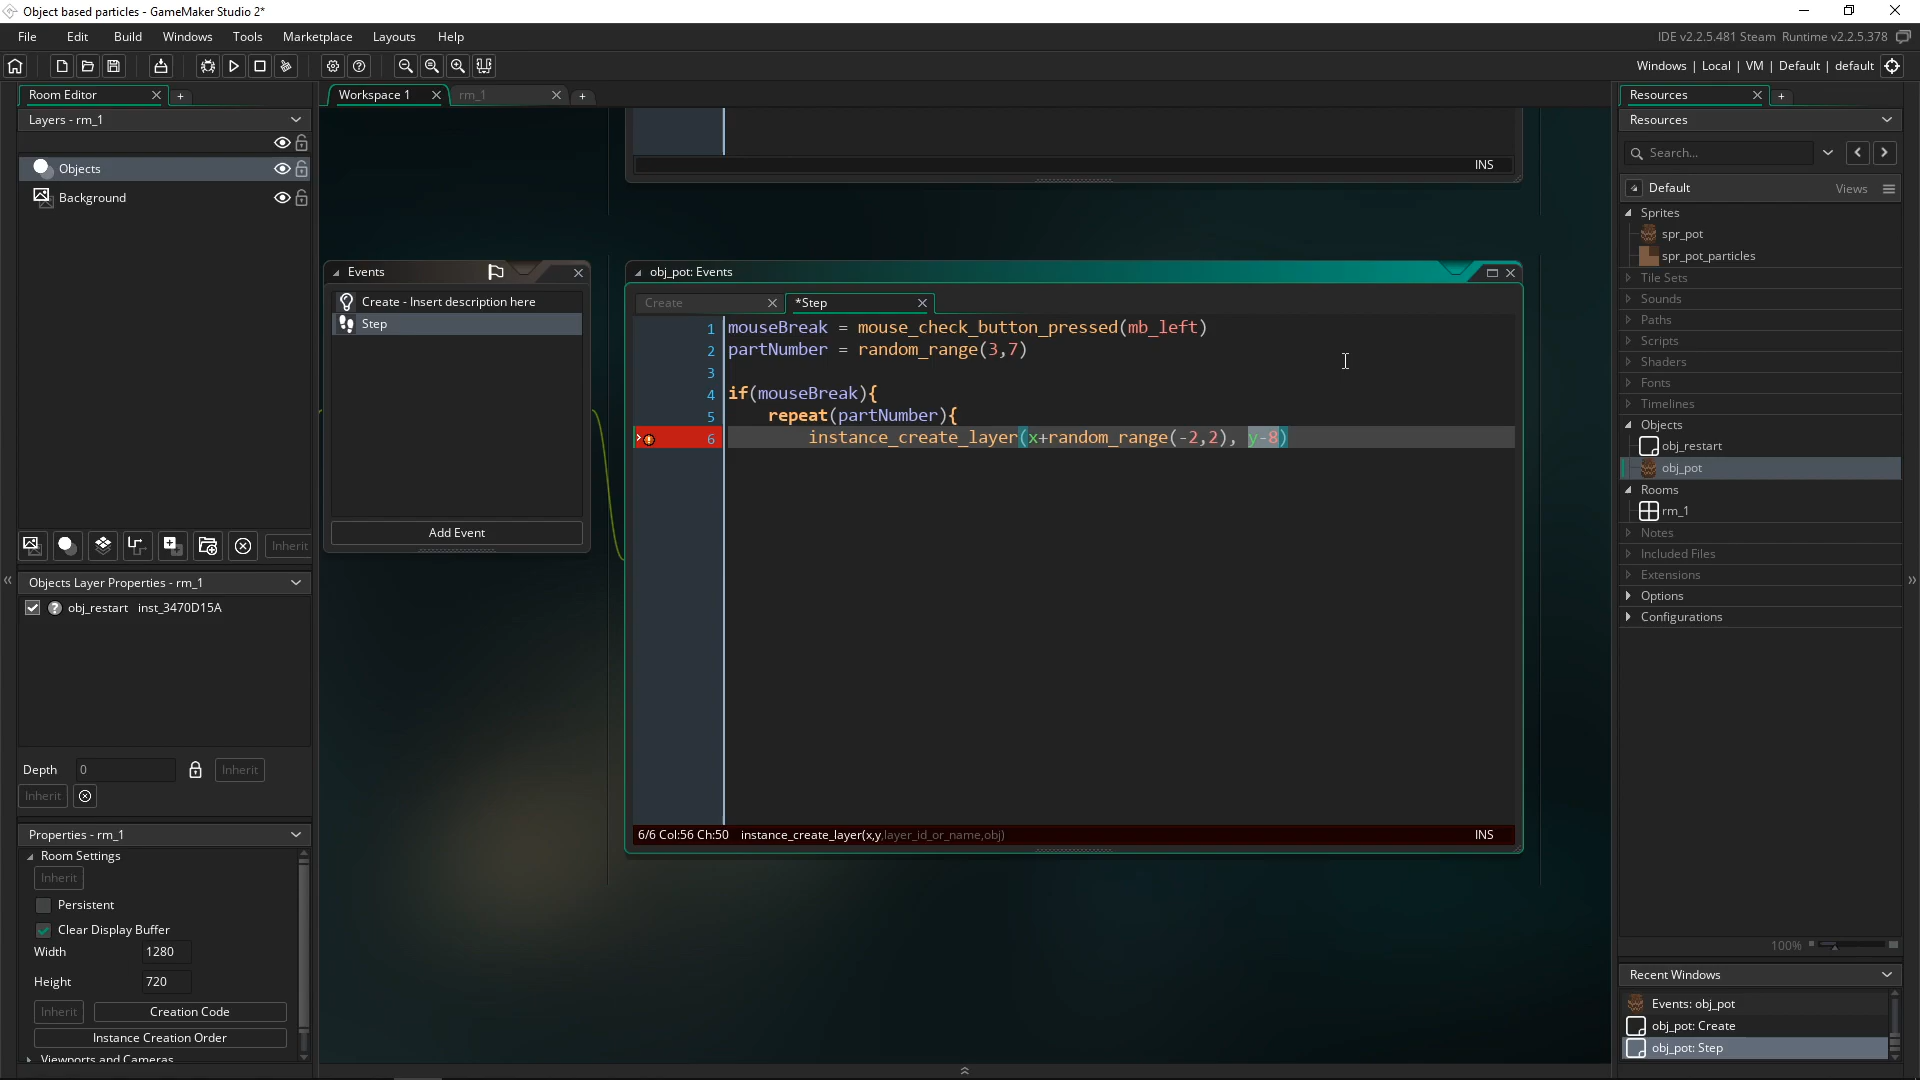 Object based particles - GameMaker Studio 2*
File Edit Build Windows Tools Marketplace Layouts Help
IDE v2.2.5.481 Steam Runtime v2.2.5.378
Windows | Local | VM | Default | default
Room Editor
Layers - rm_1
Objects
Background
Inherit
Objects Layer Properties - rm_1
obj_restart inst_3470D15A
Depth 0 Inherit
Inherit
Properties - rm_1
Room Settings
Inherit
Persistent
Clear Display Buffer
Width 1280
Height 720
Inherit Creation Code
Instance Creation Order
Viewports and Cameras
Workspace 1 rm_1
INS
Events
Create - Insert description here
Step
Add Event
obj_pot: Events
Create *Step
1 mouseBreak = mouse_check_button_pressed(mb_left)
2 partNumber = random_range(3,7)
3
4 if(mouseBreak){
5 repeat(partNumber){
6 instance_create_layer(x+random_range(-2,2), y-8)
6/6 Col:56 Ch:50 instance_create_layer(x,y,layer_id_or_name,obj) INS
Resources
Resources
Search...
Default Views
Sprites
spr_pot
spr_pot_particles
Tile Sets
Sounds
Paths
Scripts
Shaders
Fonts
Timelines
Objects
obj_restart
obj_pot
Rooms
rm_1
Notes
Included Files
Extensions
Options
Configurations
100%
Recent Windows
Events: obj_pot
obj_pot: Create
obj_pot: Step